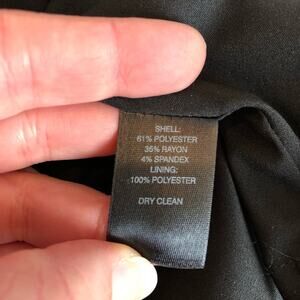 SHELL:
61% POLYESTER
35% RAYON
4% SPANDEX
LINING:
100% POLYESTER
DRY CLEAN